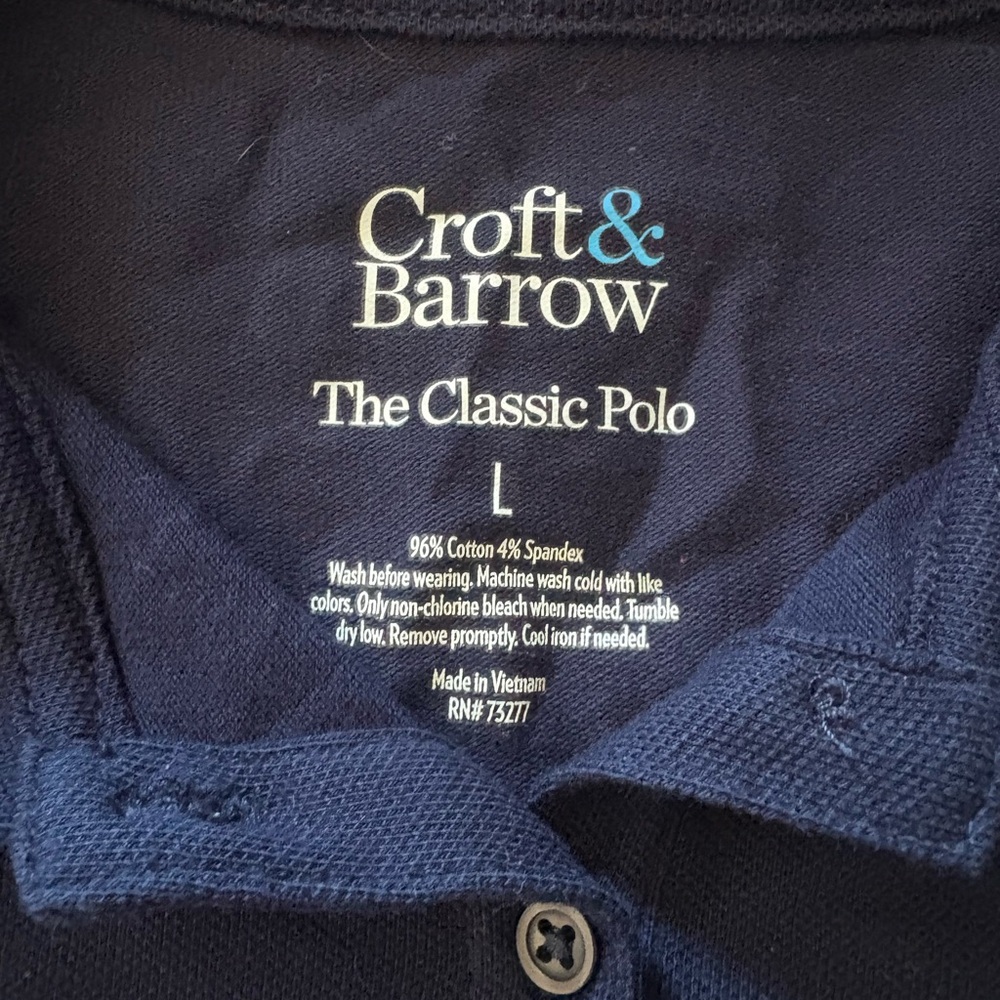 Croft&
Barrow
The Classic Polo
L
96% Cotton 4% Spandex
Wash before wearing. Machine wash cold with like
colors. Only non-chlorine bleach when needed. Tumble
dry low. Remove promptly. Cool iron if needed.
Made in Vietnam
RN# 73277